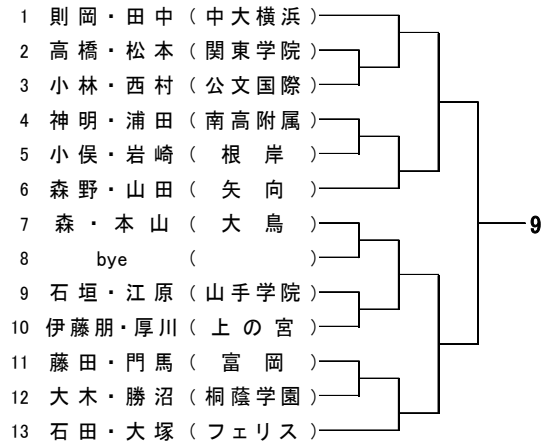 1 則岡・田中 (中大横浜)
2 高橋・松本 (関東学院)
3 小林・西村 (公文国際)
4 神明・浦田 (南高附属)
5 小俣・岩崎 (根岸)
6 森野・山田 (矢向)
7 森・本山 (大鳥)
8 bye ( )
9 石垣・江原 (山手学院)
10 伊藤朋・厚川 (上の宮)
11 藤田・門馬 (富岡)
12 大木・勝沼 (桐蔭学園)
13 石田・大塚 (フェリス)
9